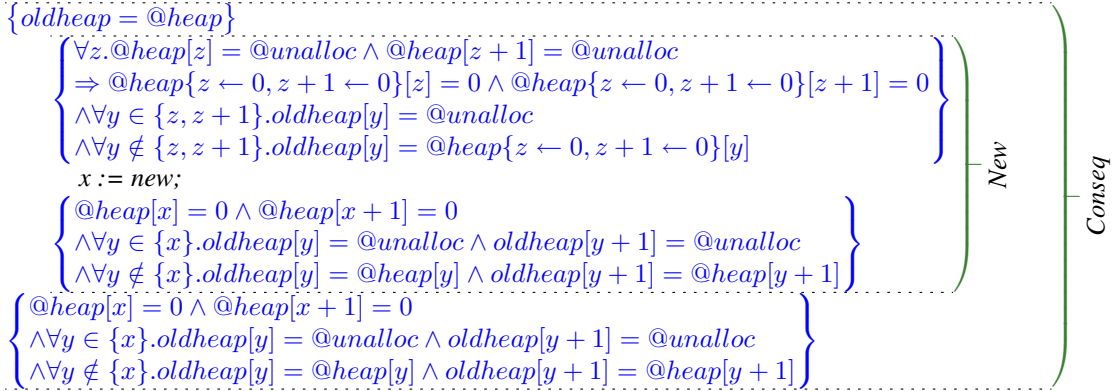 {oldheap = @heap}
∀z.@heap[z] = @unalloc ∧ @heap[z + 1] = @unalloc
⇒ @heap{z ← 0, z + 1 ← 0}[z] = 0 ∧ @heap{z ← 0, z + 1 ← 0}[z + 1] = 0
∧∀y ∈ {z, z + 1}.oldheap[y] = @unalloc
∧∀y ∉ {z, z + 1}.oldheap[y] = @heap{z ← 0, z + 1 ← 0}[y]
x := new;
@heap[x] = 0 ∧ @heap[x + 1] = 0
∧∀y ∈ {x}.oldheap[y] = @unalloc ∧ oldheap[y + 1] = @unalloc
∧∀y ∉ {x}.oldheap[y] = @heap[y] ∧ oldheap[y + 1] = @heap[y + 1]
New
@heap[x] = 0 ∧ @heap[x + 1] = 0
∧∀y ∈ {x}.oldheap[y] = @unalloc ∧ oldheap[y + 1] = @unalloc
∧∀y ∉ {x}.oldheap[y] = @heap[y] ∧ oldheap[y + 1] = @heap[y + 1]
Conseq